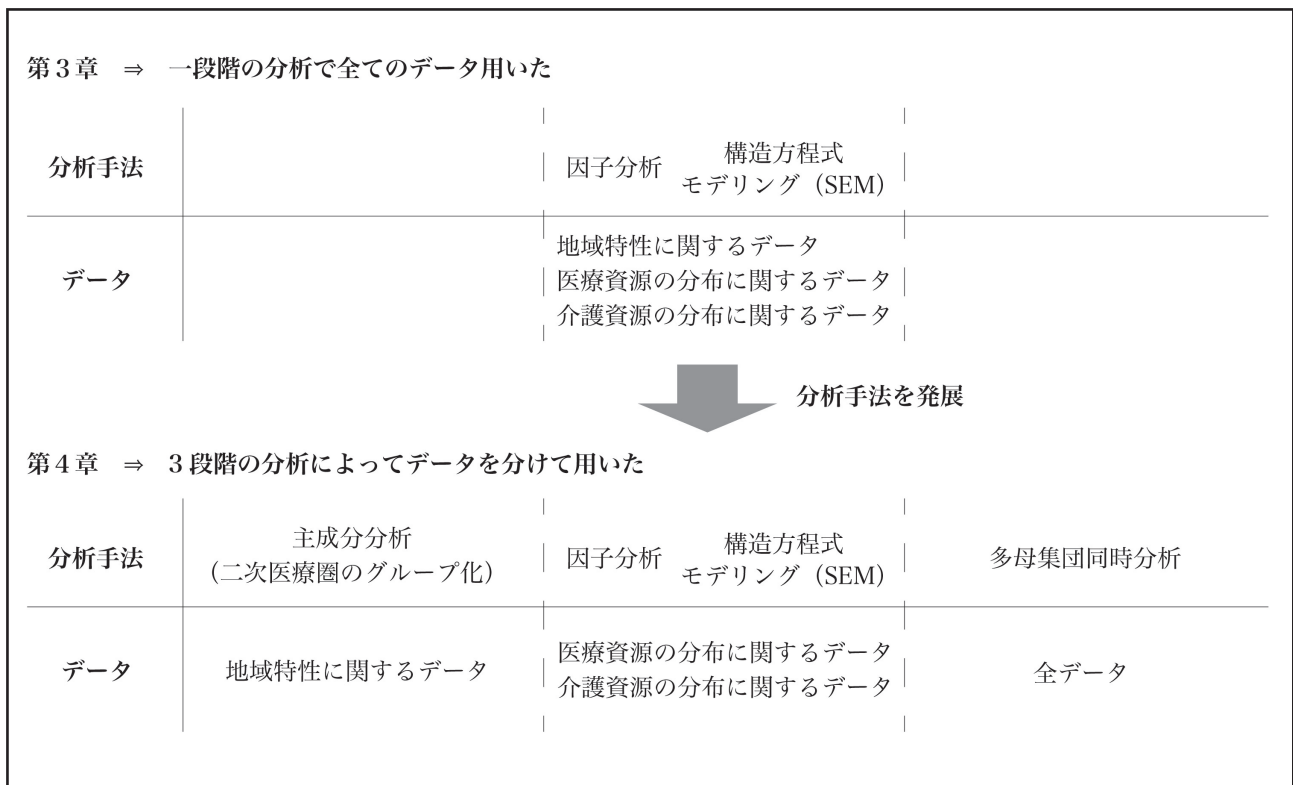 第3章 ⇒ 一段階の分析で全てのデータ用いた
分析手法
因子分析
構造方程式
モデリング（SEM）
データ
地域特性に関するデータ
医療資源の分布に関するデータ
介護資源の分布に関するデータ
分析手法を発展
第4章 ⇒ 3段階の分析によってデータを分けて用いた
分析手法
主成分分析
（二次医療圏のグループ化）
因子分析
構造方程式
モデリング（SEM）
多母集団同時分析
データ
地域特性に関するデータ
医療資源の分布に関するデータ
介護資源の分布に関するデータ
全データ